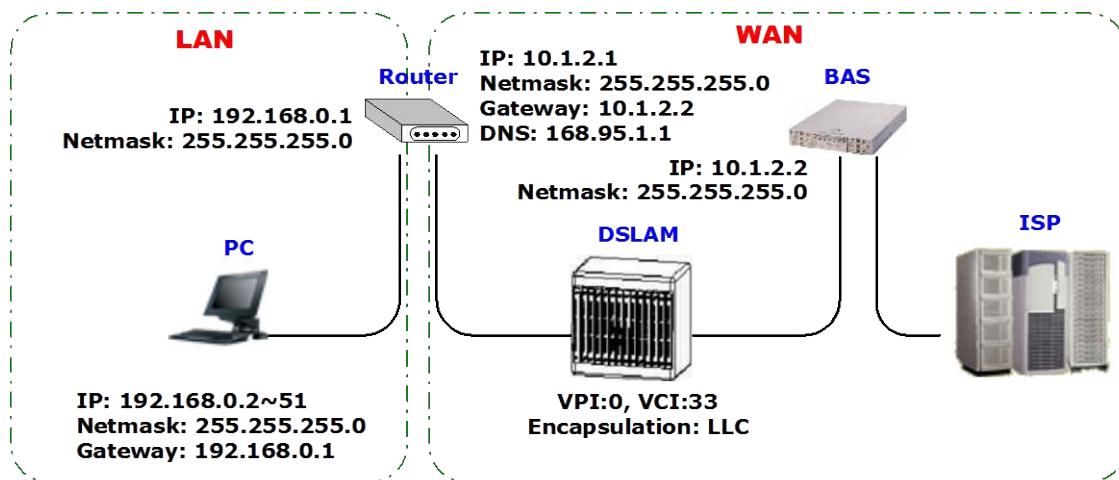 LAN
WAN
Router
IP: 10.1.2.1
Netmask: 255.255.255.0
Gateway: 10.1.2.2
DNS: 168.95.1.1
BAS
IP: 192.168.0.1
Netmask: 255.255.255.0
IP: 10.1.2.2
Netmask: 255.255.255.0
PC
DSLAM
ISP
IP: 192.168.0.2~51
Netmask: 255.255.255.0
Gateway: 192.168.0.1
VPI:0, VCI:33
Encapsulation: LLC